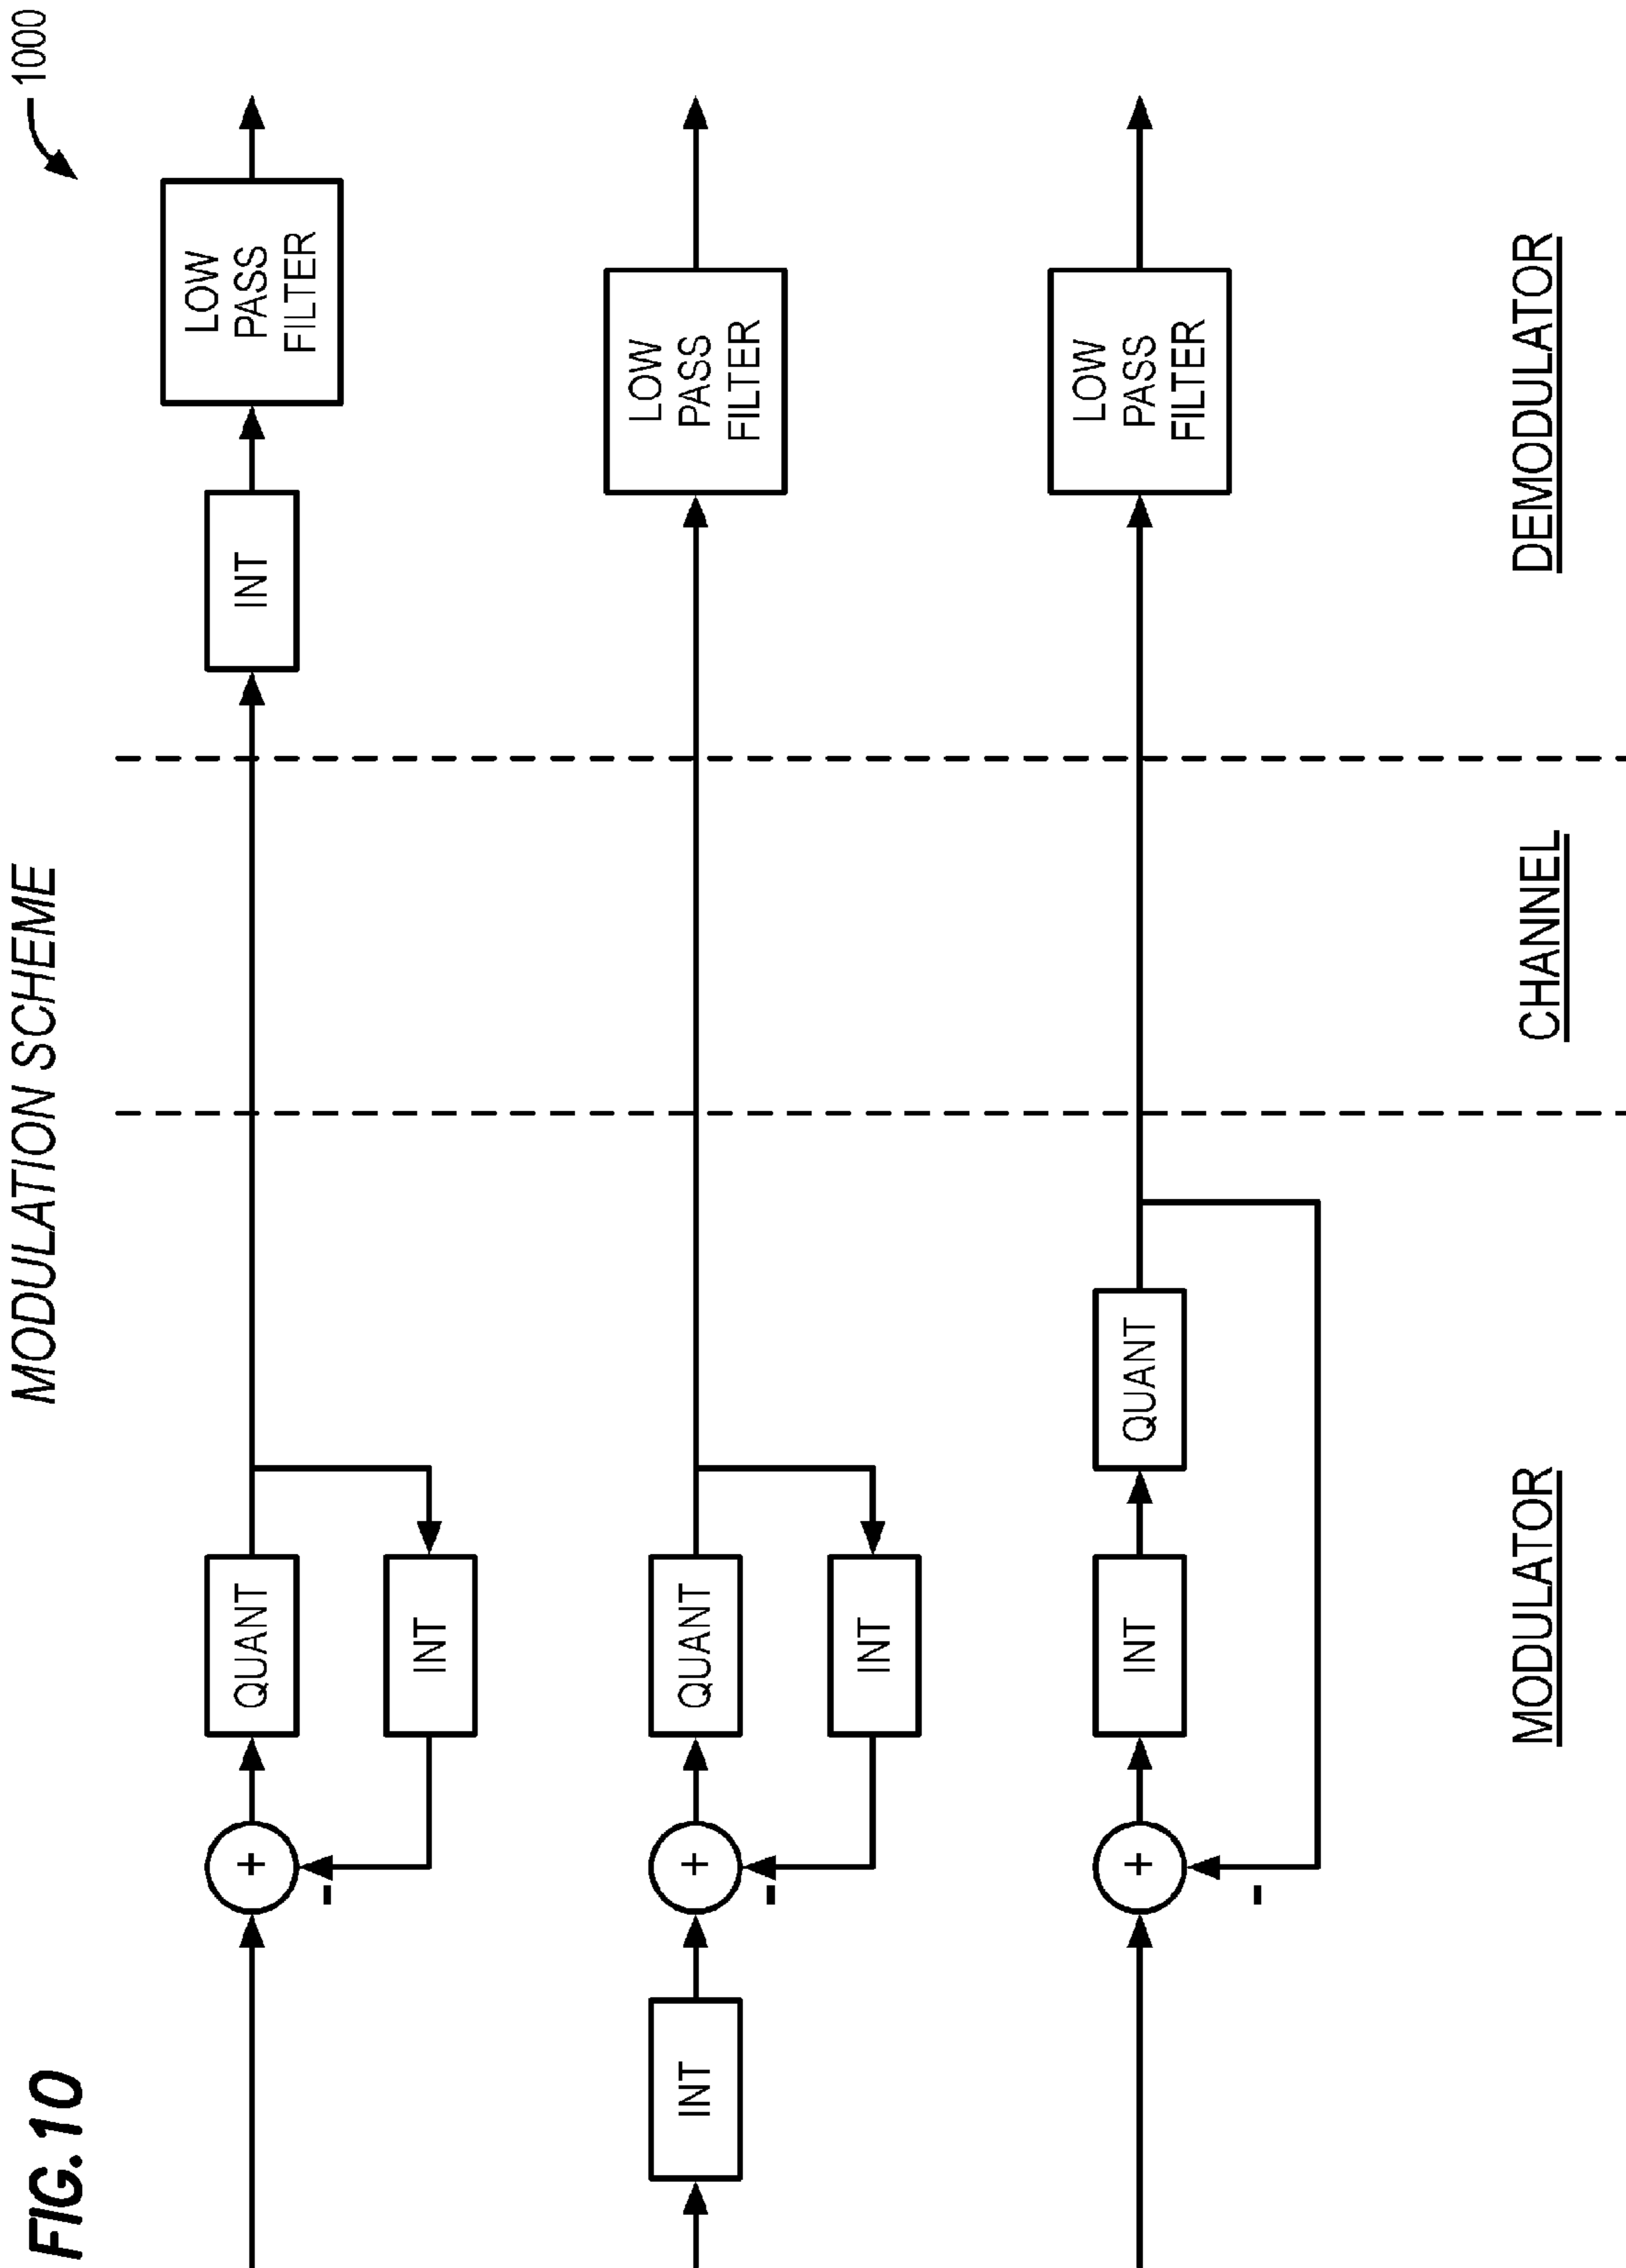 FIG.10
MODULATION SCHEME
1000
+
QUANT
INT
-
INT
LOW
PASS
FILTER
INT
+
QUANT
INT
-
LOW
PASS
FILTER
+
INT
QUANT
-
LOW
PASS
FILTER
MODULATOR
CHANNEL
DEMODULATOR